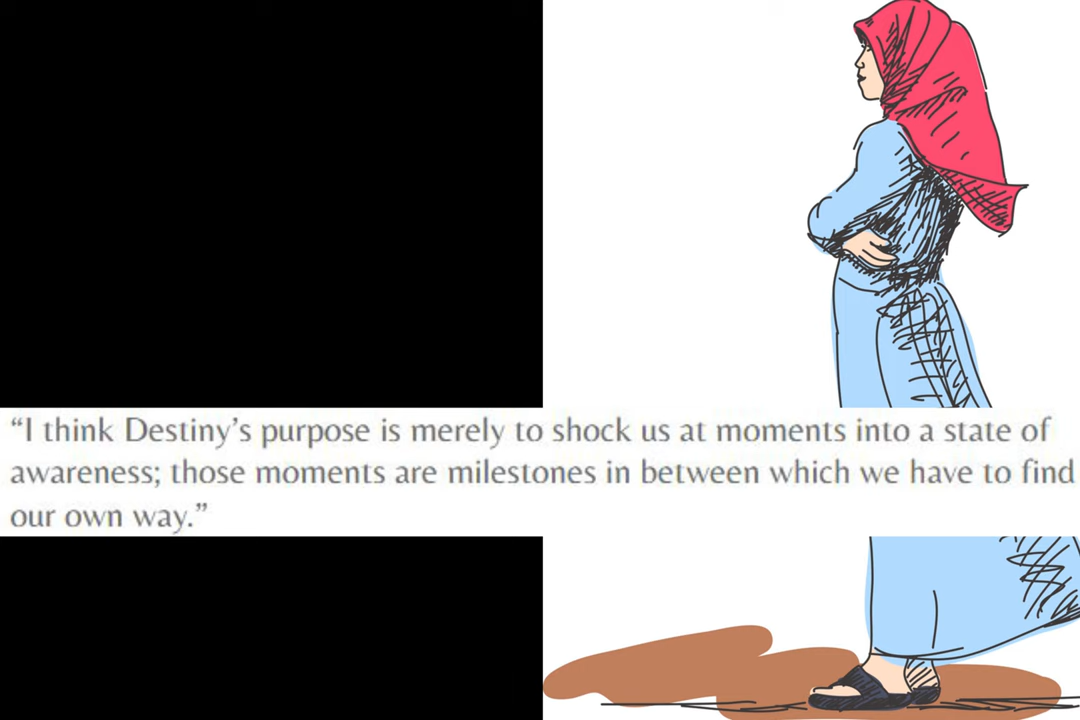 “I think Destiny’s purpose is merely to shock us at moments into a state of
awareness; those moments are milestones in between which we have to find
our own way.”